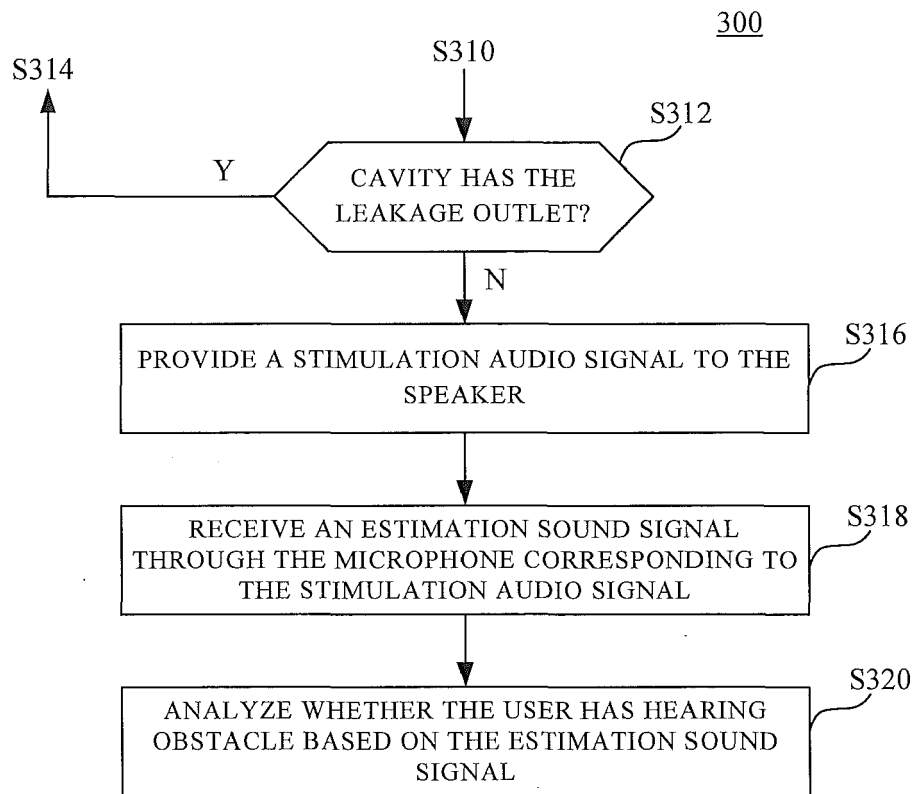 300
S310
S314
S312
Y
CAVITY HAS THE
LEAKAGE OUTLET?
N
S316
PROVIDE A STIMULATION AUDIO SIGNAL TO THE
SPEAKER
S318
RECEIVE AN ESTIMATION SOUND SIGNAL
THROUGH THE MICROPHONE CORRESPONDING TO
THE STIMULATION AUDIO SIGNAL
S320
ANALYZE WHETHER THE USER HAS HEARING
OBSTACLE BASED ON THE ESTIMATION SOUND
SIGNAL